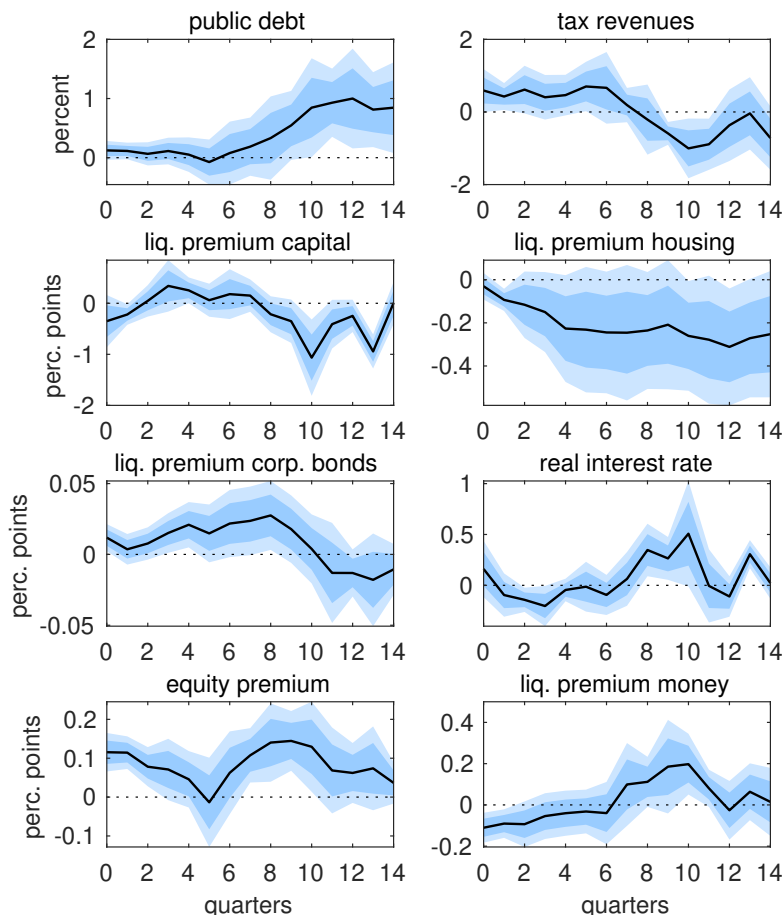 public debt
tax revenues
percent
2
1
0
0 2 4 6 8 10 12 14
2
0
-2
0 2 4 6 8 10 12 14
liq. premium capital
liq. premium housing
perc. points
0
-1
-2
0 2 4 6 8 10 12 14
0
-0.2
-0.4
0 2 4 6 8 10 12 14
liq. premium corp. bonds
real interest rate
perc. points
0.05
0
-0.05
0 2 4 6 8 10 12 14
1
0.5
0
0 2 4 6 8 10 12 14
equity premium
liq. premium money
perc. points
0.2
0.1
0
-0.1
0 2 4 6 8 10 12 14
quarters
0.4
0.2
0
-0.2
0 2 4 6 8 10 12 14
quarters